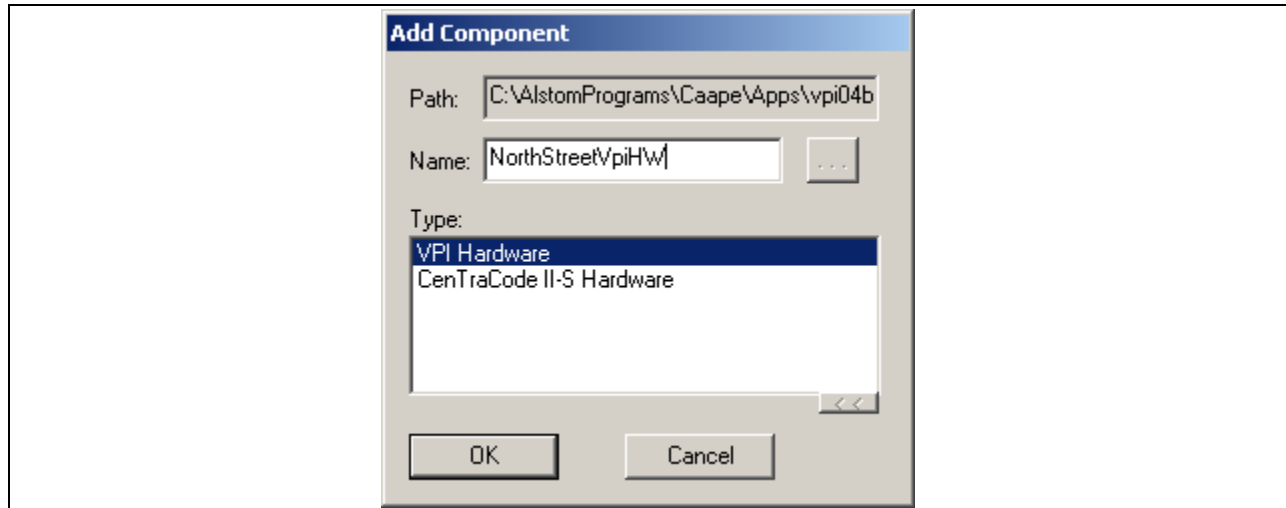 Add Component
Path: C:\AlstomPrograms\Caape\Apps\vpi04b
Name: NorthStreetVpiHW ...
Type:
VPI Hardware
CenTraCode II-S Hardware
<<
OK Cancel